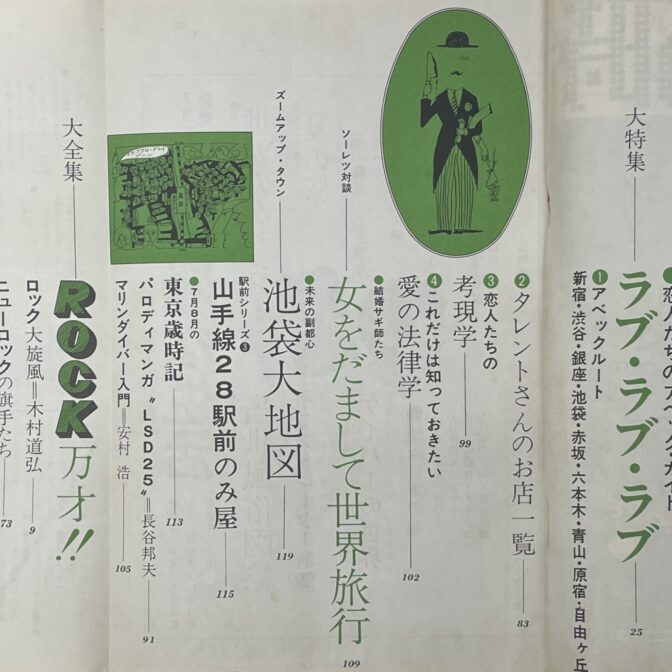 大特集
●恋人たちのアベックガイド
ラブ・ラブ・ラブ
25
❶アベックルート
新宿・渋谷・銀座・池袋・赤坂・六本木・青山・原宿・自由ヶ丘
❷タレントさんのお店一覧
83
❸恋人たちの
考現学
99
❹これだけは知っておきたい
愛の法律学
102
ソーレツ対談
●結婚サギ師たち
女をだまして世界旅行
109
ズームアップ・タウン
●未来の副都心
池袋大地図
119
駅前シリーズ❸
山手線28駅前のみ屋
115
●7月8月の
東京歳時記
113
パロディマンガ〝LSD25〟=長谷邦夫
91
マリンダイバー入門=安村 浩
105
大全集
ROCK万才!!
ロック大旋風=木村道弘
9
ニューロックの旗手たち
73